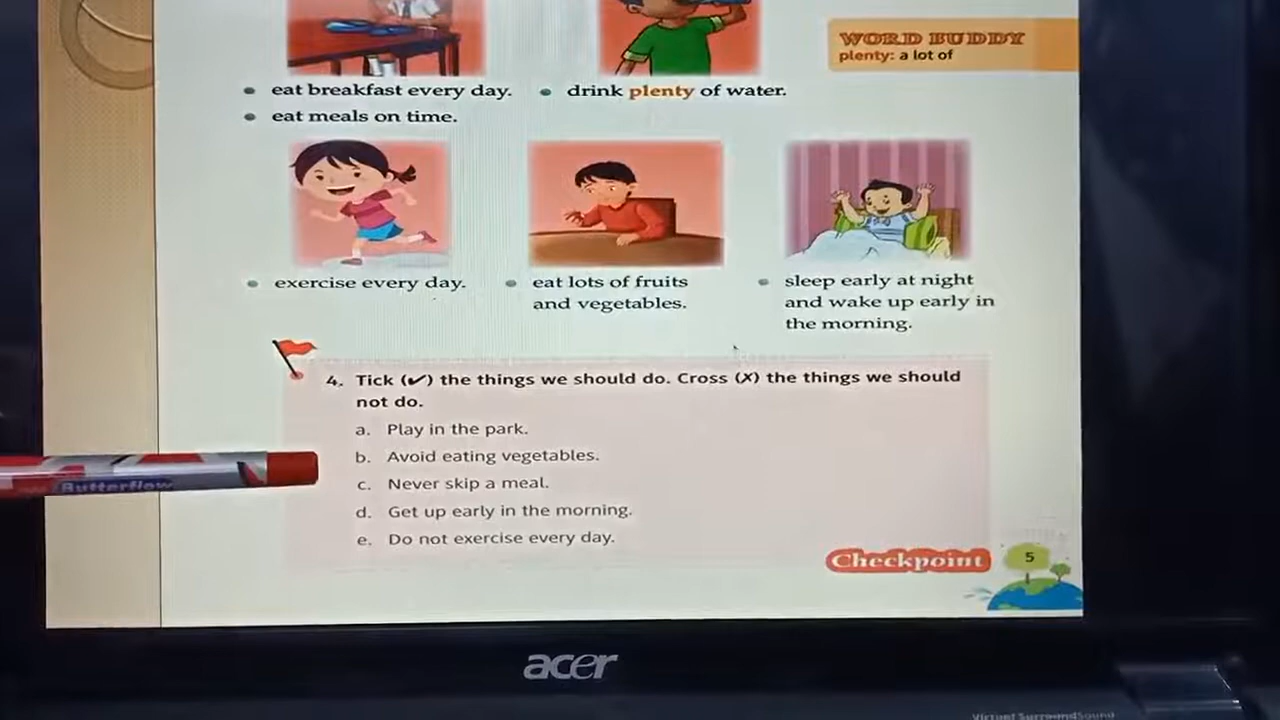 WORD BUDDY
plenty: a lot of
eat breakfast every day.
drink plenty of water.
eat meals on time.
exercise every day.
eat lots of fruits
and vegetables.
sleep early at night
and wake up early in
the morning.
4. Tick (✔) the things we should do. Cross (✗) the things we should
not do.
a. Play in the park.
b. Avoid eating vegetables.
c. Never skip a meal.
d. Get up early in the morning.
e. Do not exercise every day.
Checkpoint
5
Butterflow
acer
Virtual SurroundSound